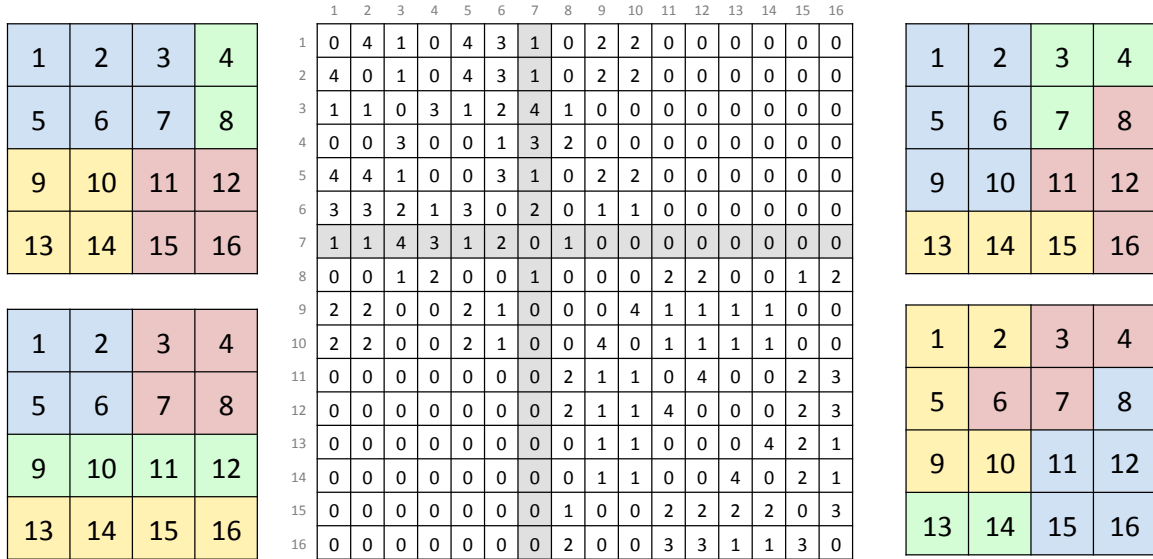 1 2 3 4
5 6 7 8
9 10 11 12
13 14 15 16
1 2 3 4
5 6 7 8
9 10 11 12
13 14 15 16
1 2 3 4 5 6 7 8 9 10 11 12 13 14 15 16
1 0 4 1 0 4 3 1 0 2 2 0 0 0 0 0 0
2 4 0 1 0 4 3 1 0 2 2 0 0 0 0 0 0
3 1 1 0 3 1 2 4 1 0 0 0 0 0 0 0 0
4 0 0 3 0 0 1 3 2 0 0 0 0 0 0 0 0
5 4 4 1 0 0 3 1 0 2 2 0 0 0 0 0 0
6 3 3 2 1 3 0 2 0 1 1 0 0 0 0 0 0
7 1 1 4 3 1 2 0 1 0 0 0 0 0 0 0 0
8 0 0 1 2 0 0 1 0 0 0 2 2 0 0 1 2
9 2 2 0 0 2 1 0 0 0 4 1 1 1 1 0 0
10 2 2 0 0 2 1 0 0 4 0 1 1 1 1 0 0
11 0 0 0 0 0 0 0 2 1 1 0 4 0 0 2 3
12 0 0 0 0 0 0 0 2 1 1 4 0 0 0 2 3
13 0 0 0 0 0 0 0 0 1 1 0 0 0 4 2 1
14 0 0 0 0 0 0 0 0 1 1 0 0 4 0 2 1
15 0 0 0 0 0 0 0 1 0 0 2 2 2 2 0 3
16 0 0 0 0 0 0 0 2 0 0 3 3 1 1 3 0
1 2 3 4
5 6 7 8
9 10 11 12
13 14 15 16
1 2 3 4
5 6 7 8
9 10 11 12
13 14 15 16